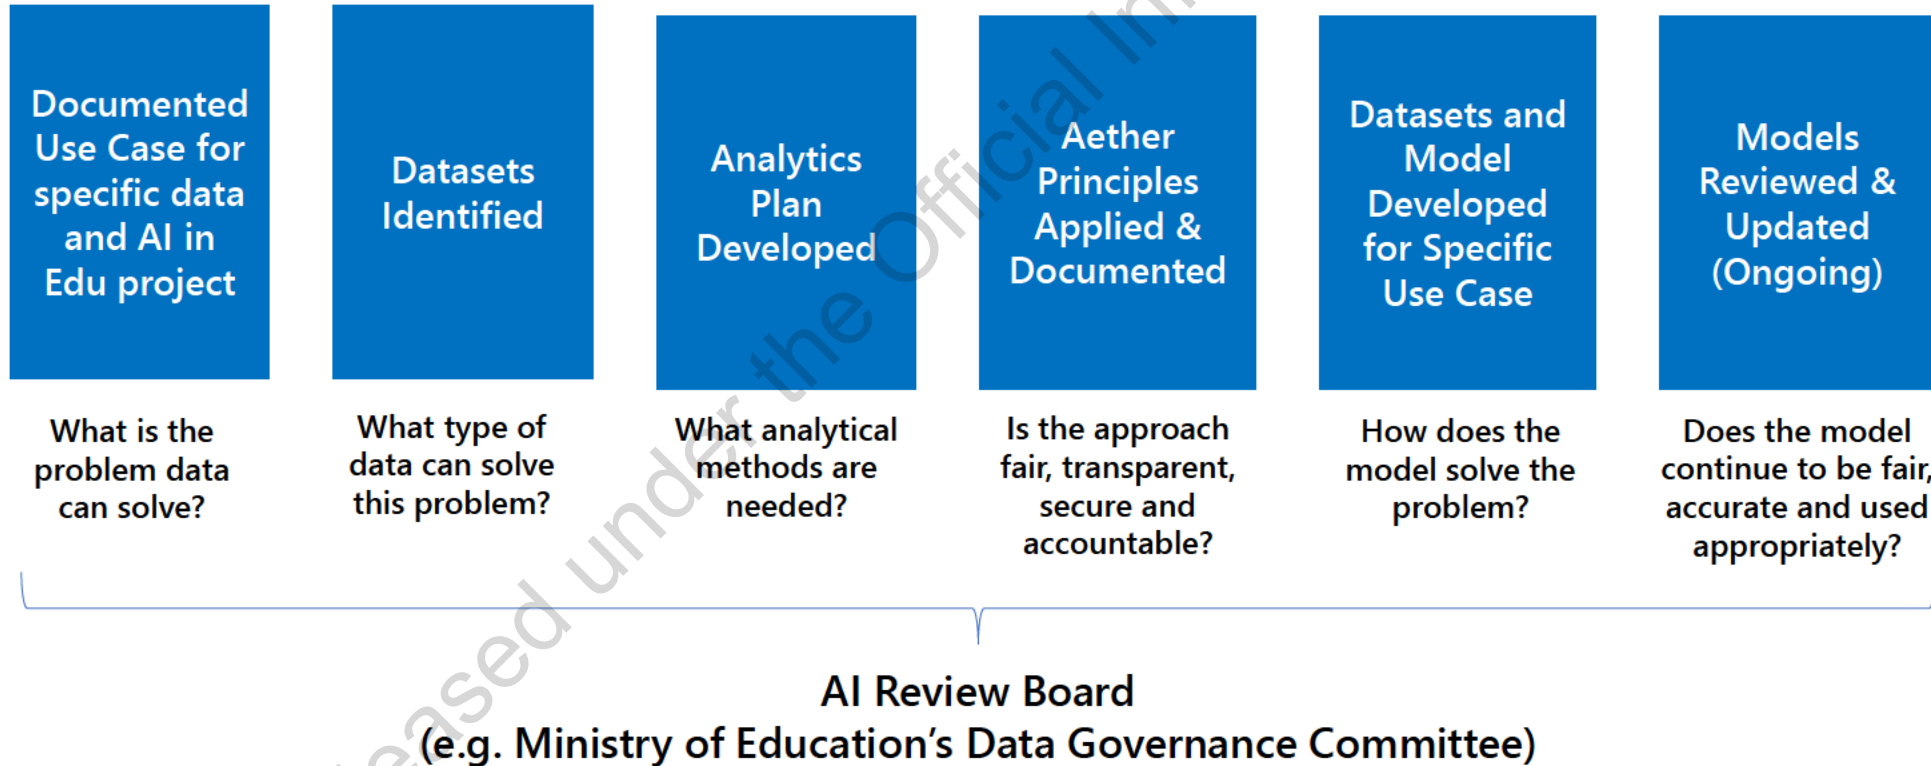 Documented
Use Case for
specific data
and AI in
Edu project
Datasets
Identified
Analytics
Plan
Developed
Aether
Principles
Applied &
Documented
Datasets and
Model
Developed
for Specific
Use Case
Models
Reviewed &
Updated
(Ongoing)
What is the
problem data
can solve?
What type of
data can solve
this problem?
What analytical
methods are
needed?
Is the approach
fair, transparent,
secure and
accountable?
How does the
model solve the
problem?
Does the model
continue to be fair,
accurate and used
appropriately?
AI Review Board
(e.g. Ministry of Education's Data Governance Committee)
under the Official